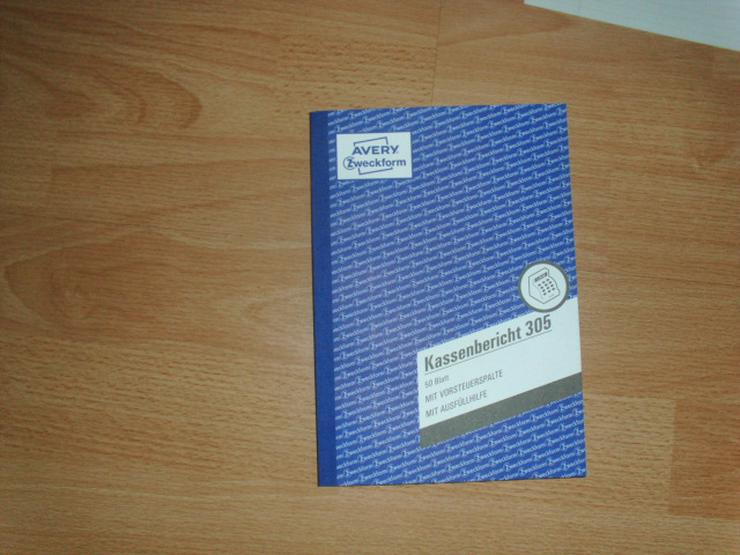 AVERY
Zweckform
Kassenbericht 305
50 Blatt
MIT VORSTEUERSPALTE
MIT AUSFÜLLHILFE